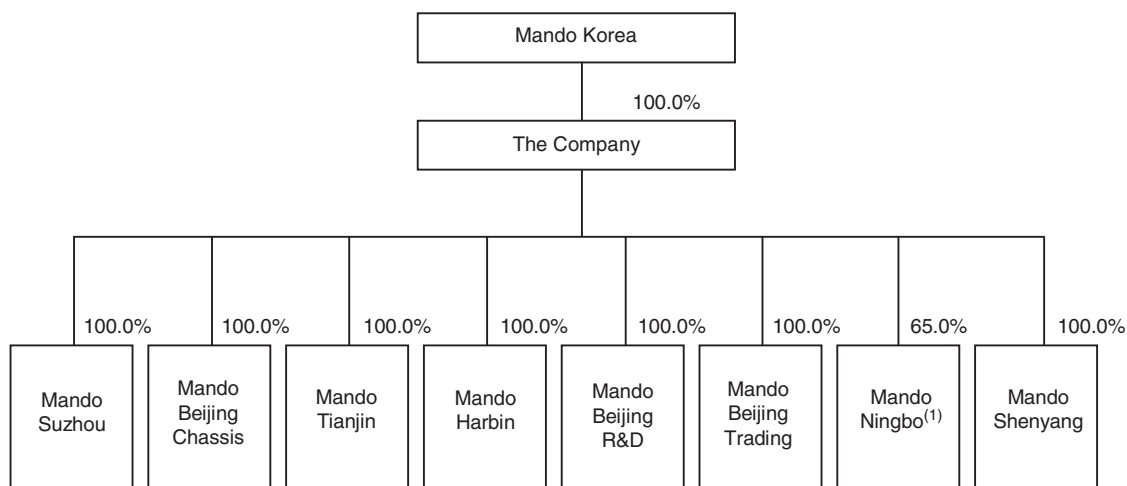 Mando Korea
100.0%
The Company
100.0%
100.0%
100.0%
100.0%
100.0%
100.0%
65.0%
100.0%
Mando
Suzhou
Mando
Beijing
Chassis
Mando
Tianjin
Mando
Harbin
Mando
Beijing
R&D
Mando
Beijing
Trading
Mando
Ningbo(1)
Mando
Shenyang